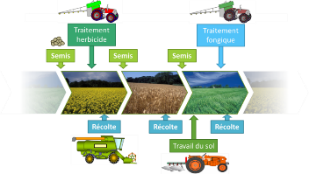 Traitement
herbicide
Traitement
fongique
Semis
Semis
Semis
Récolte
Récolte
Récolte
Travail du sol